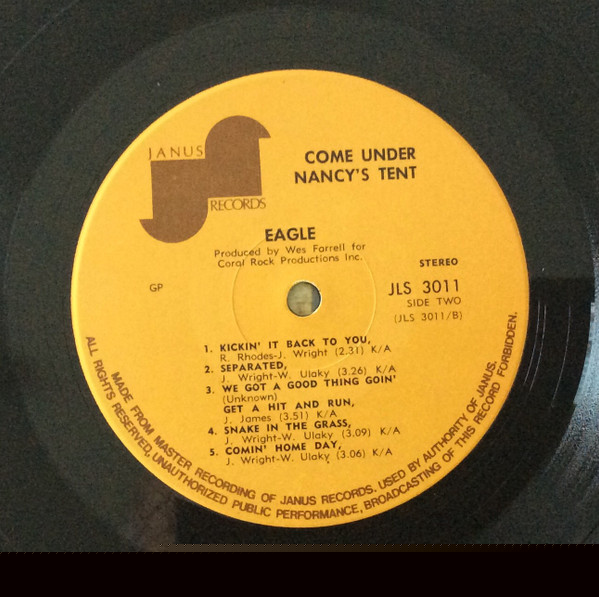 JANUS
RECORDS
COME UNDER
NANCY'S TENT
EAGLE
Produced by Wes Farrell for
Coral Rock Productions Inc.
STEREO
GP
JLS 3011
SIDE TWO
(JLS 3011/B)
1. KICKIN' IT BACK TO YOU,
R. Rhodes-J. Wright (2.31) K/A
2. SEPARATED,
J. Wright-W. Ulaky (3.26) K/A
3. WE GOT A GOOD THING GOIN'
(Unknown)
GET A HIT AND RUN,
J. James (3.51) K/A
4. SNAKE IN THE GRASS,
J. Wright-W. Ulaky (3.09) K/A
5. COMIN' HOME DAY,
J. Wright-W. Ulaky (3.06) K/A
MADE FROM MASTER RECORDING OF JANUS RECORDS. USED BY AUTHORITY OF JANUS.
ALL RIGHTS RESERVED, UNAUTHORIZED PUBLIC PERFORMANCE, BROADCASTING OF THIS RECORD FORBIDDEN.